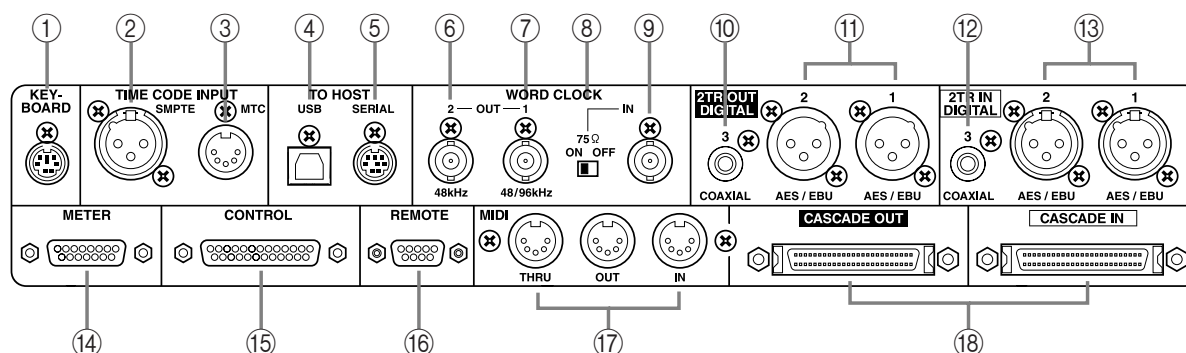 ① ② ③ ④ ⑤ ⑥ ⑦ ⑧ ⑨ ⑩ ⑪ ⑫ ⑬
KEY-
BOARD
TIME CODE INPUT
SMPTE
MTC
TO HOST
USB
SERIAL
WORD CLOCK
2 OUT 1
IN
75Ω
ON OFF
48kHz
48/96kHz
2TR OUT
DIGITAL
3
COAXIAL
2
AES / EBU
1
AES / EBU
2TR IN
DIGITAL
3
COAXIAL
2
AES / EBU
1
AES / EBU
METER
CONTROL
REMOTE
MIDI
THRU
OUT
IN
CASCADE OUT
CASCADE IN
⑭ ⑮ ⑯ ⑰ ⑱